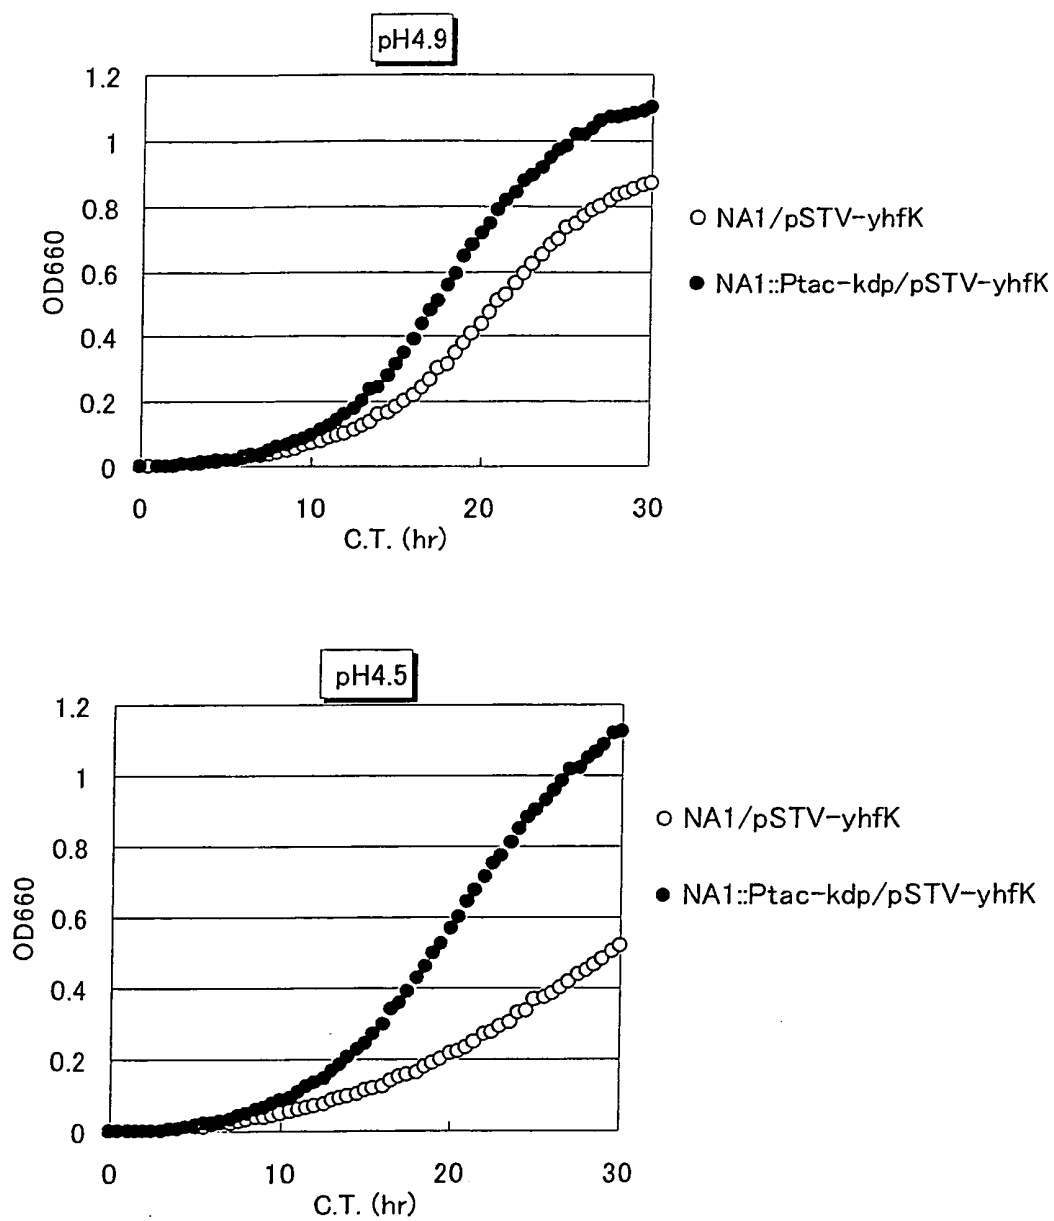 pH4.9
1.2
1
0.8
0.6
0.4
0.2
0
OD660
0
10
20
30
C.T. (hr)
NA1/pSTV-yhfK
NA1::Ptac-kdp/pSTV-yhfK
pH4.5
1.2
1
0.8
0.6
0.4
0.2
0
OD660
0
10
20
30
C.T. (hr)
NA1/pSTV-yhfK
NA1::Ptac-kdp/pSTV-yhfK